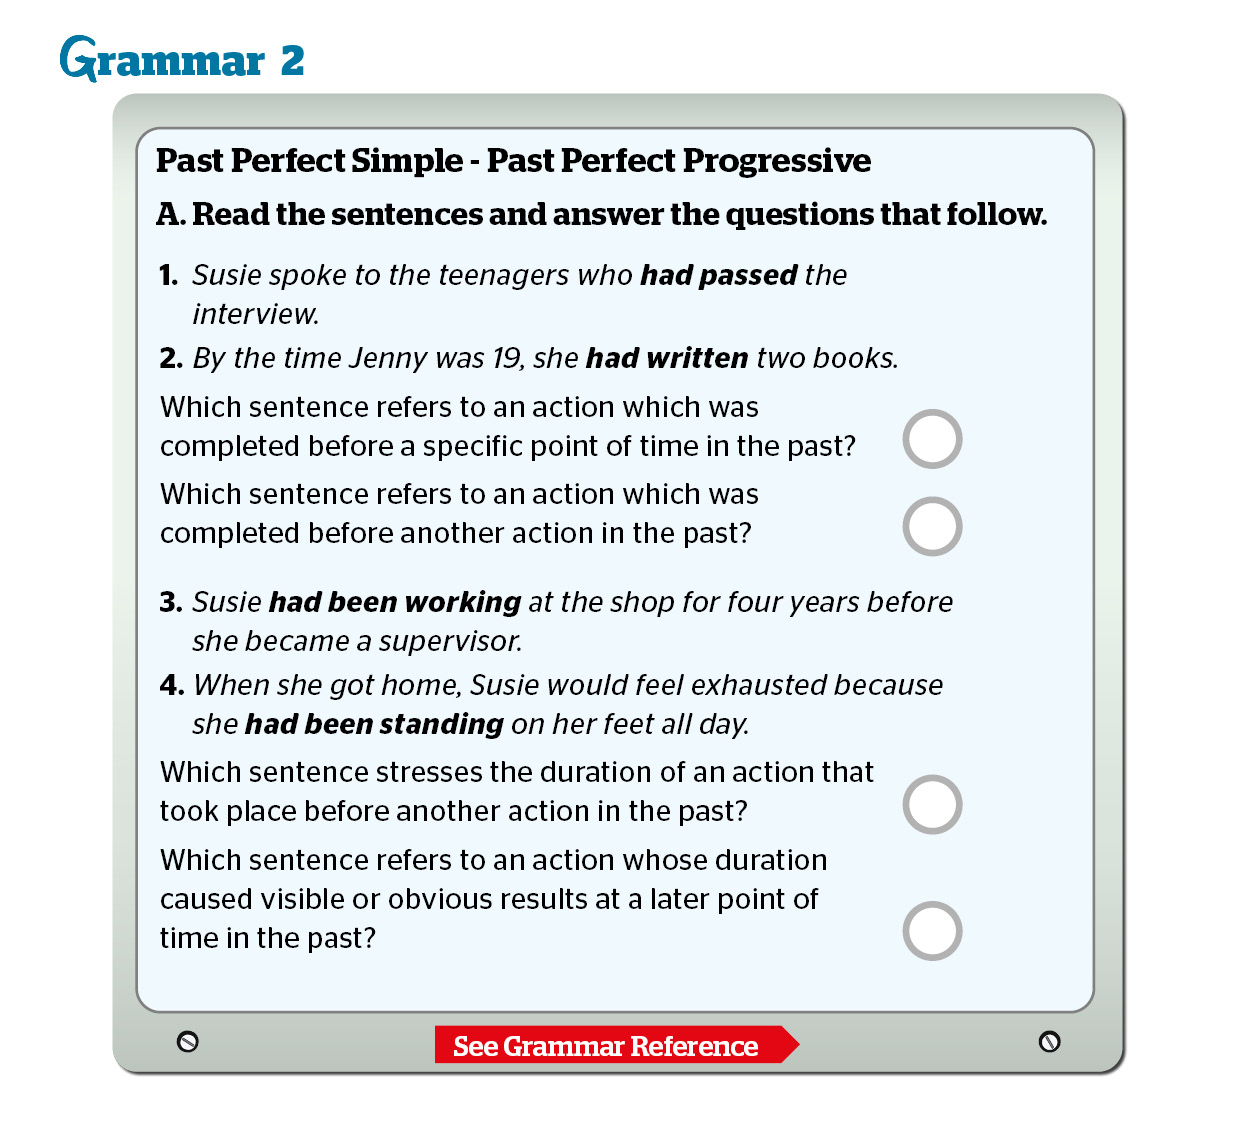 Grammar 2
Past Perfect Simple - Past Perfect Progressive
A. Read the sentences and answer the questions that follow.
1. Susie spoke to the teenagers who had passed the
interview.
2. By the time Jenny was 19, she had written two books.
Which sentence refers to an action which was
completed before a specific point of time in the past?
Which sentence refers to an action which was
completed before another action in the past?
3. Susie had been working at the shop for four years before
she became a supervisor.
4. When she got home, Susie would feel exhausted because
she had been standing on her feet all day.
Which sentence stresses the duration of an action that
took place before another action in the past?
Which sentence refers to an action whose duration
caused visible or obvious results at a later point of
time in the past?
See Grammar Reference